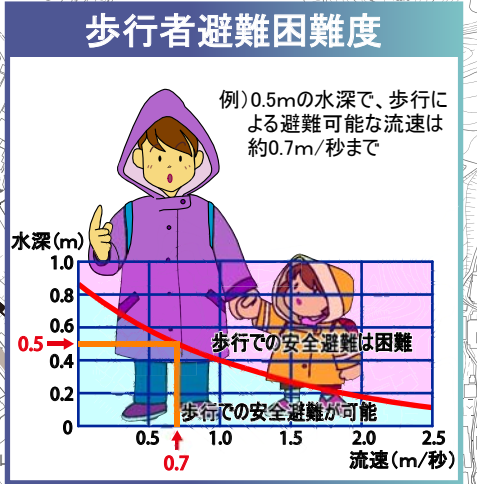 歩行者避難困難度
例）0.5mの水深で、歩行に
よる避難可能な流速は
約0.7m/秒まで
水深(m)
1.0
0.8
0.6
0.5
0.4
0.2
0
歩行での安全避難は困難
歩行での安全避難が可能
0.5
1.0
1.5
2.0
2.5
0.7
流速(m/秒)